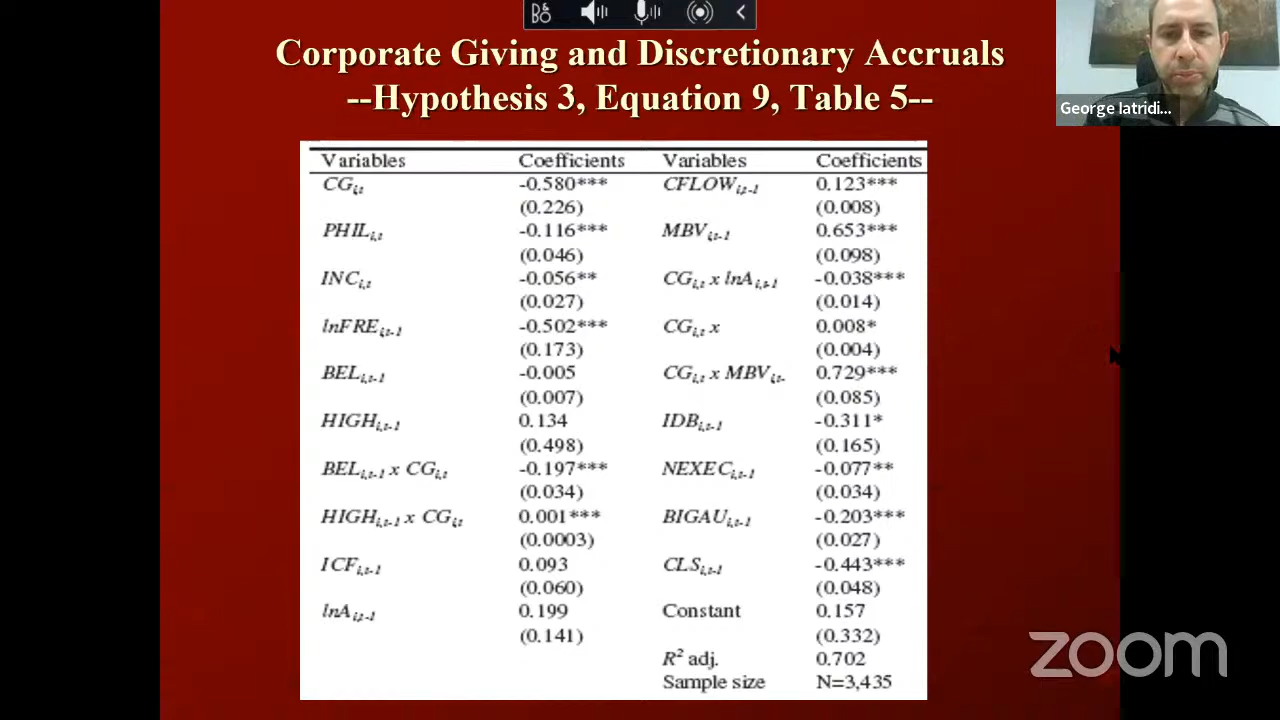 Corporate Giving and Discretionary Accruals
--Hypothesis 3, Equation 9, Table 5--
George Iatridi...
Variables Coefficients Variables Coefficients
CGi,t -0.580*** CFLOWi,t-1 0.123***
(0.226) (0.008)
PHILi,t -0.116*** MBVi,t-1 0.653***
(0.046) (0.098)
INCi,t -0.056** CGi,t x lnAi,t-1 -0.038***
(0.027) (0.014)
lnFREi,t-1 -0.502*** CGi,t x 0.008*
(0.173) (0.004)
BELi,t-1 -0.005 CGi,t x MBVi,t- 0.729***
(0.007) (0.085)
HIGHi,t-1 0.134 IDBi,t-1 -0.311*
(0.498) (0.165)
BELi,t-1 x CGi,t -0.197*** NEXECi,t-1 -0.077**
(0.034) (0.034)
HIGHi,t-1 x CGi,t 0.001*** BIGAUi,t-1 -0.203***
(0.0003) (0.027)
ICFi,t-1 0.093 CLSi,t-1 -0.443***
(0.060) (0.048)
lnAi,t-1 0.199 Constant 0.157
(0.141) (0.332)
R² adj. 0.702
Sample size N=3,435
zoom